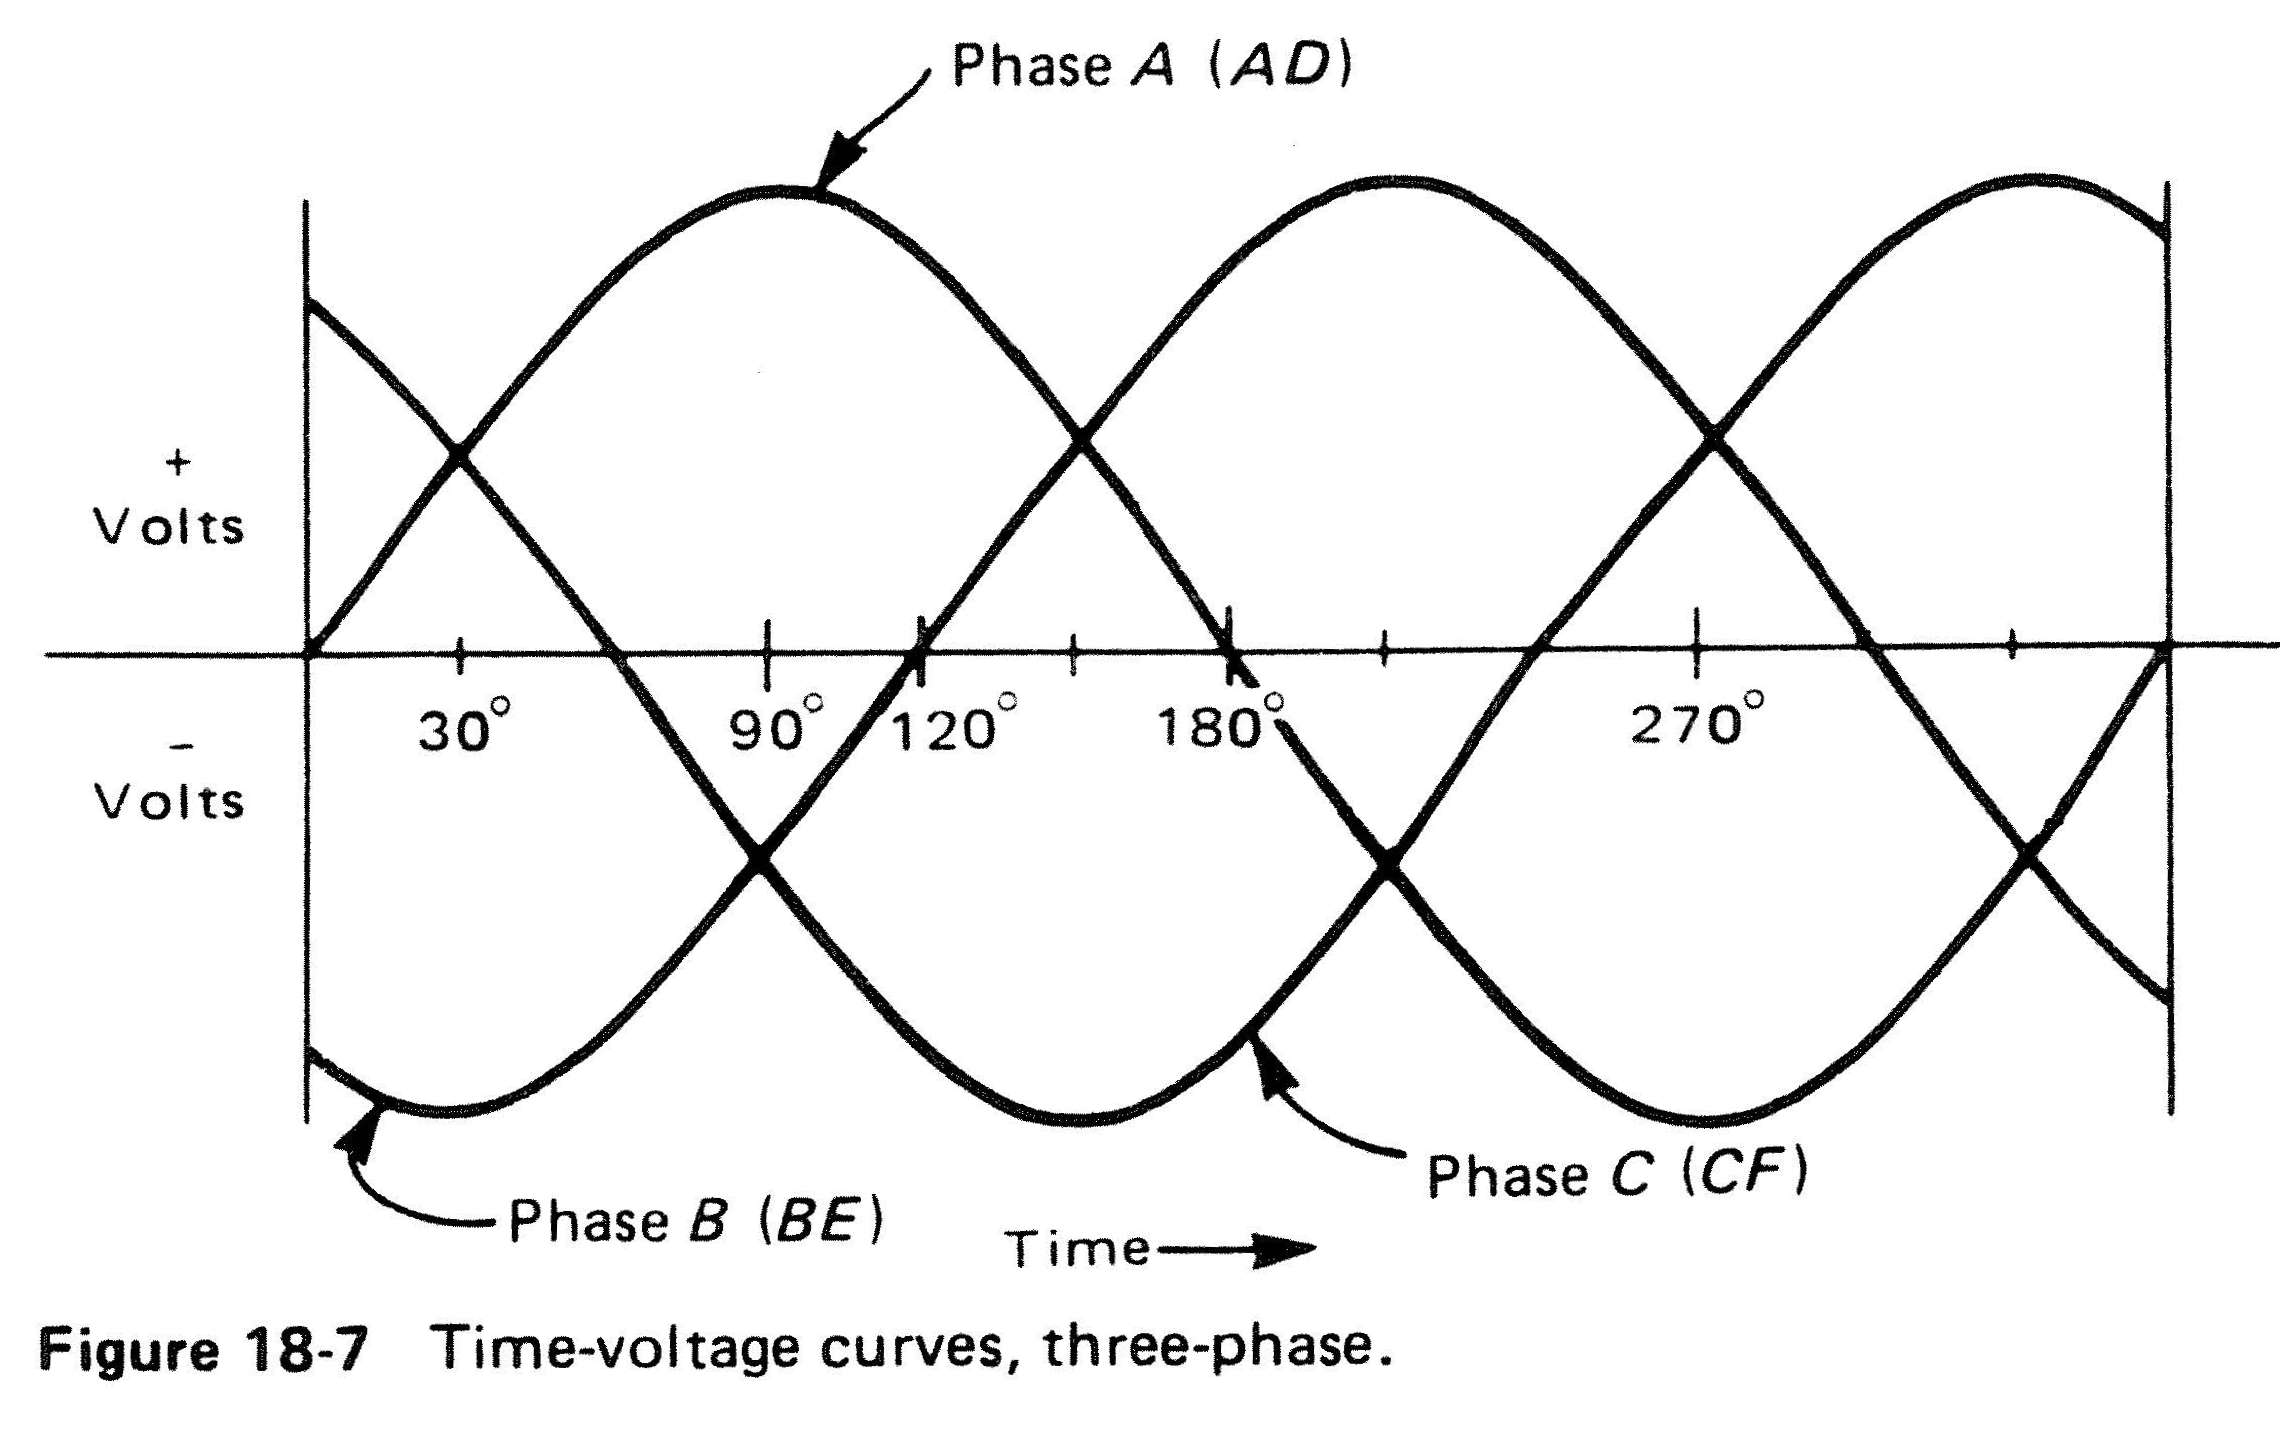 Phase A (AD)
+
Volts
30° 90° 120° 180° 270°
–
Volts
Phase C (CF)
Phase B (BE)
Time
Figure 18-7 Time-voltage curves, three-phase.